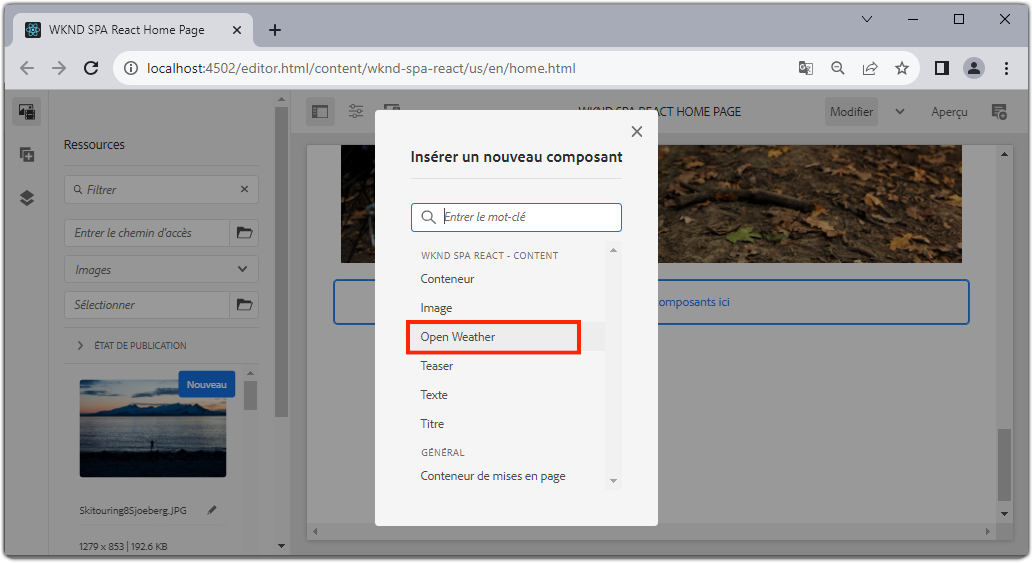 WKND SPA React Home Page
localhost:4502/editor.html/content/wknd-spa-react/us/en/home.html
WKND SPA REACT HOME PAGE
Modifier
Aperçu
Ressources
Filtrer
Entrer le chemin d'accès
Images
Sélectionner
ÉTAT DE PUBLICATION
Nouveau
Skitouring8Sjoeberg.JPG
1279 x 853 | 192.6 KB
Insérer un nouveau composant
Entrer le mot-clé
WKND SPA REACT - CONTENT
Conteneur
Image
Open Weather
Teaser
Texte
Titre
GÉNÉRAL
Conteneur de mises en page
composants ici